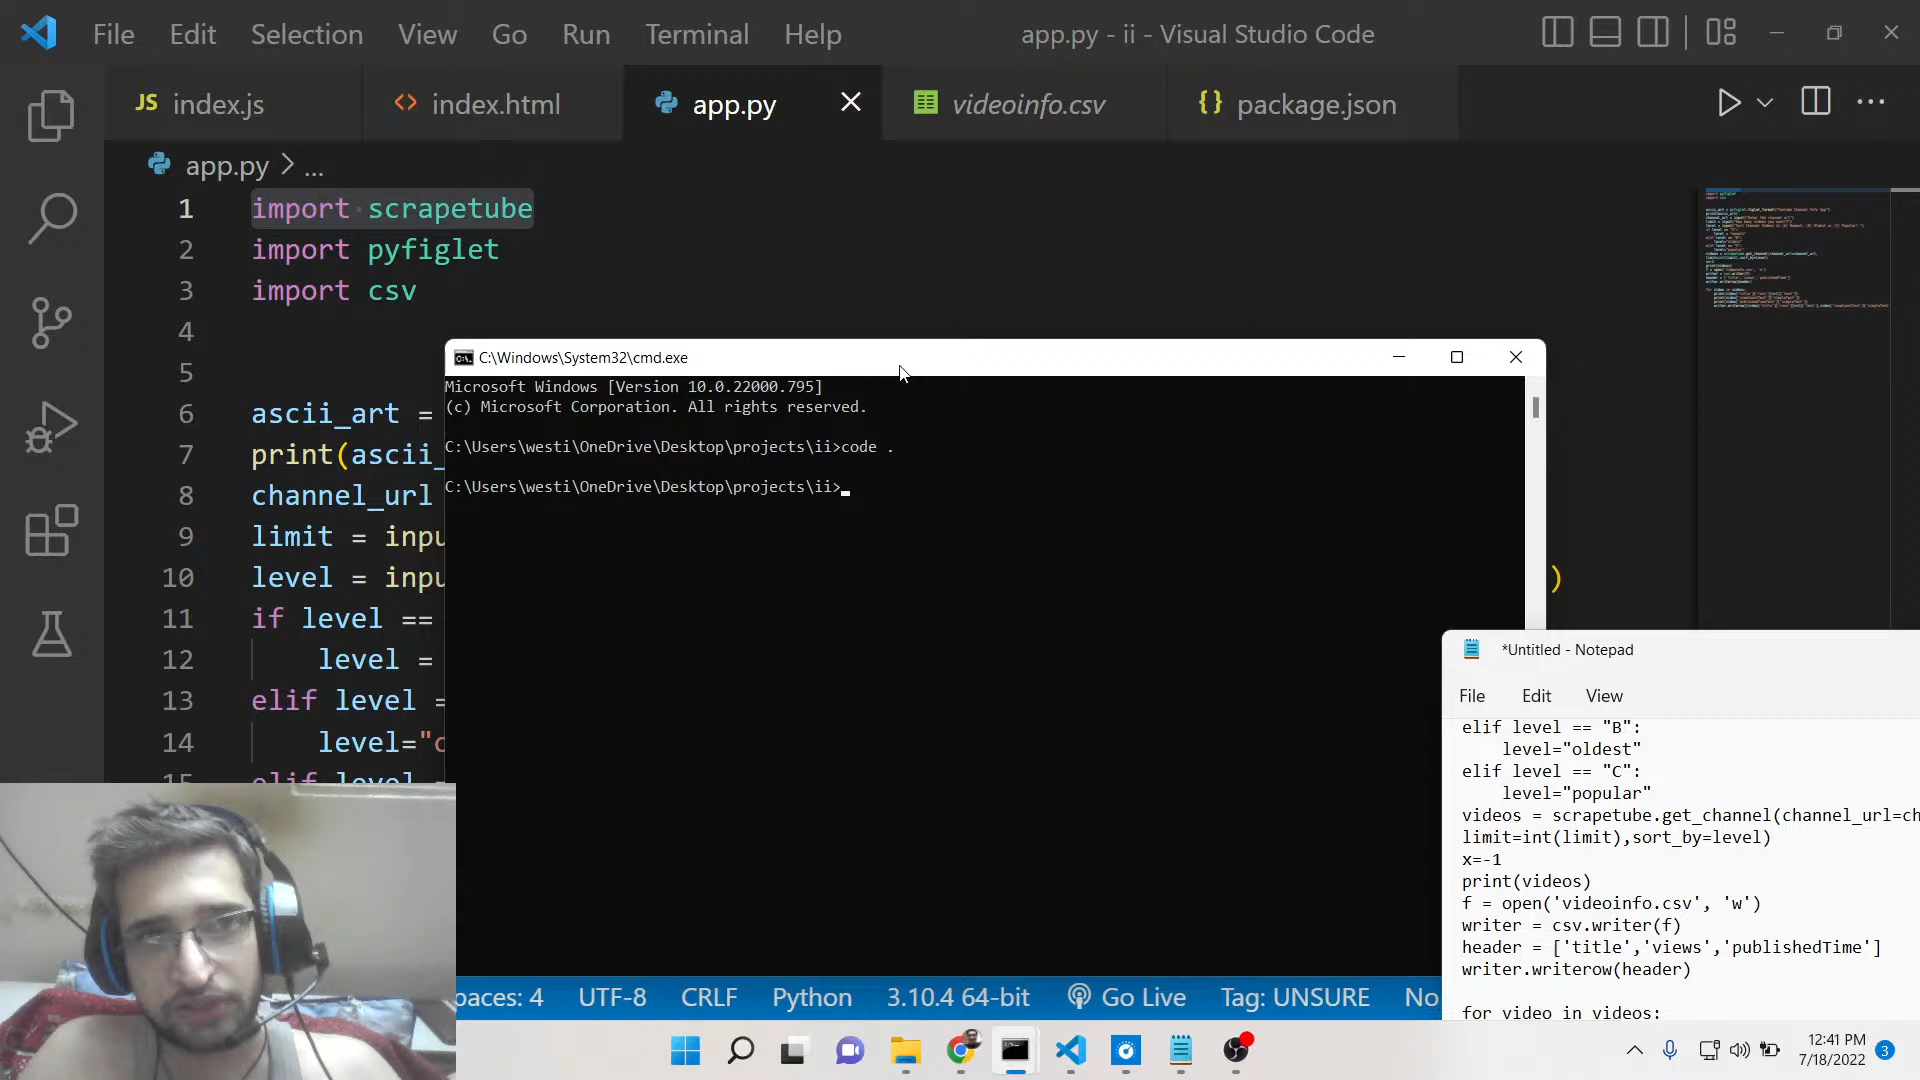 File Edit Selection View Go Run Terminal Help app.py - ii - Visual Studio Code
JS index.js <> index.html app.py videoinfo.csv {} package.json
app.py > ...
1 import scrapetube
2 import pyfiglet
3 import csv
4
5
6 ascii_art =
7 print(ascii_
8 channel_url
9 limit = inpu
10 level = inpu )
11 if level ==
12 level =
13 elif level =
14 level="o
15 elif level
C:\Windows\System32\cmd.exe
Microsoft Windows [Version 10.0.22000.795]
(c) Microsoft Corporation. All rights reserved.
C:\Users\westi\OneDrive\Desktop\projects\ii>code .
C:\Users\westi\OneDrive\Desktop\projects\ii>
*Untitled - Notepad
File Edit View
elif level == "B":
level="oldest"
elif level == "C":
level="popular"
videos = scrapetube.get_channel(channel_url=ch
limit=int(limit),sort_by=level)
x=-1
print(videos)
f = open('videoinfo.csv', 'w')
writer = csv.writer(f)
header = ['title','views','publishedTime']
writer.writerow(header)
for video in videos:
paces: 4 UTF-8 CRLF Python 3.10.4 64-bit Go Live Tag: UNSURE No
12:41 PM
7/18/2022 3